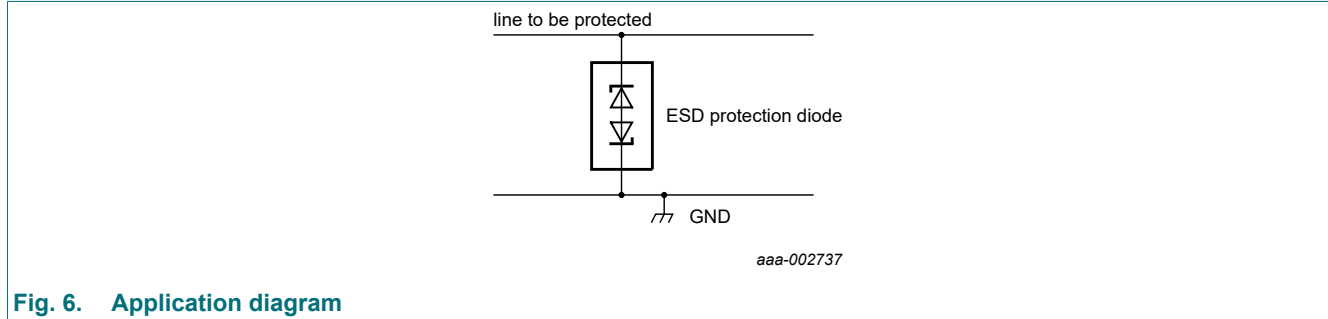 line to be protected
ESD protection diode
GND
aaa-002737
Fig. 6. Application diagram